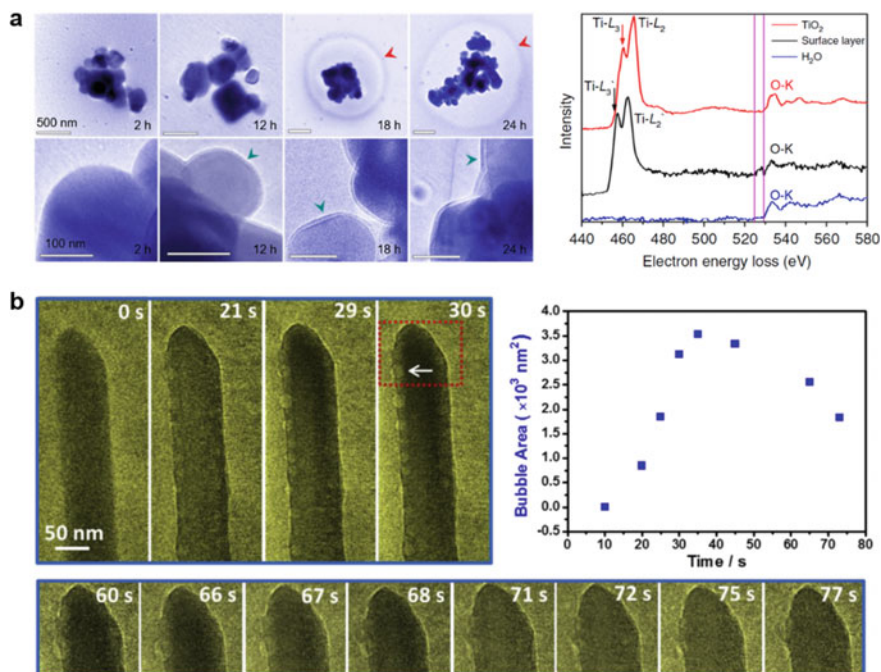 a
500 nm
2 h
12 h
18 h
24 h
100 nm
2 h
12 h
18 h
24 h
Intensity
Ti-L₃
Ti-L₂
TiO₂
Surface layer
H₂O
Ti-L₃
Ti-L₂
O-K
O-K
O-K
440 460 480 500 520 540 560 580
Electron energy loss (eV)
b
0 s
21 s
29 s
30 s
50 nm
Bubble Area ( ×10³ nm² )
4.0
3.5
3.0
2.5
2.0
1.5
1.0
0.5
0.0
-0.5
0 10 20 30 40 50 60 70 80
Time / s
60 s
66 s
67 s
68 s
71 s
72 s
75 s
77 s